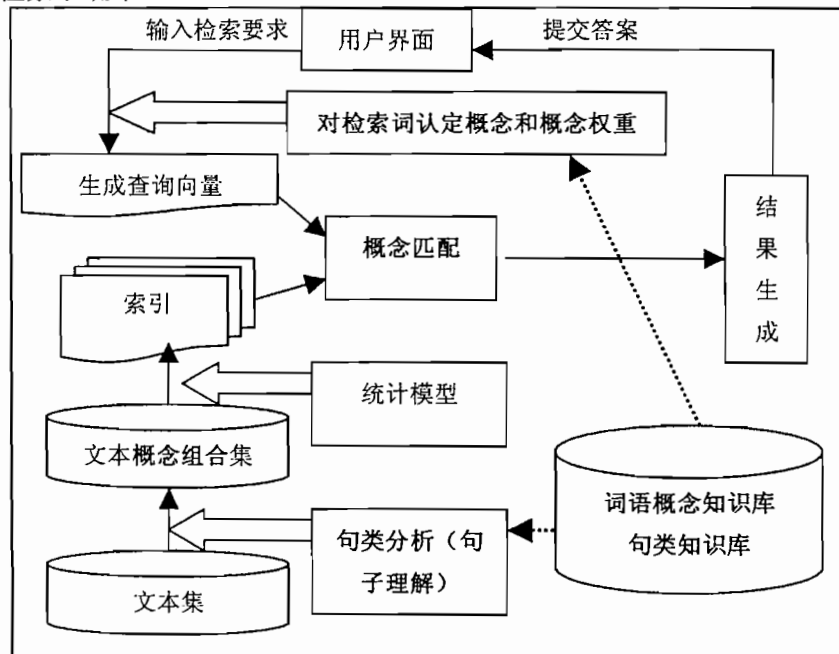 输入检索要求
用户界面
提交答案
对检索词认定概念和概念权重
生成查询向量
概念匹配
结
果
生
成
索引
统计模型
文本概念组合集
词语概念知识库
句类知识库
句类分析（句
子理解）
文本集